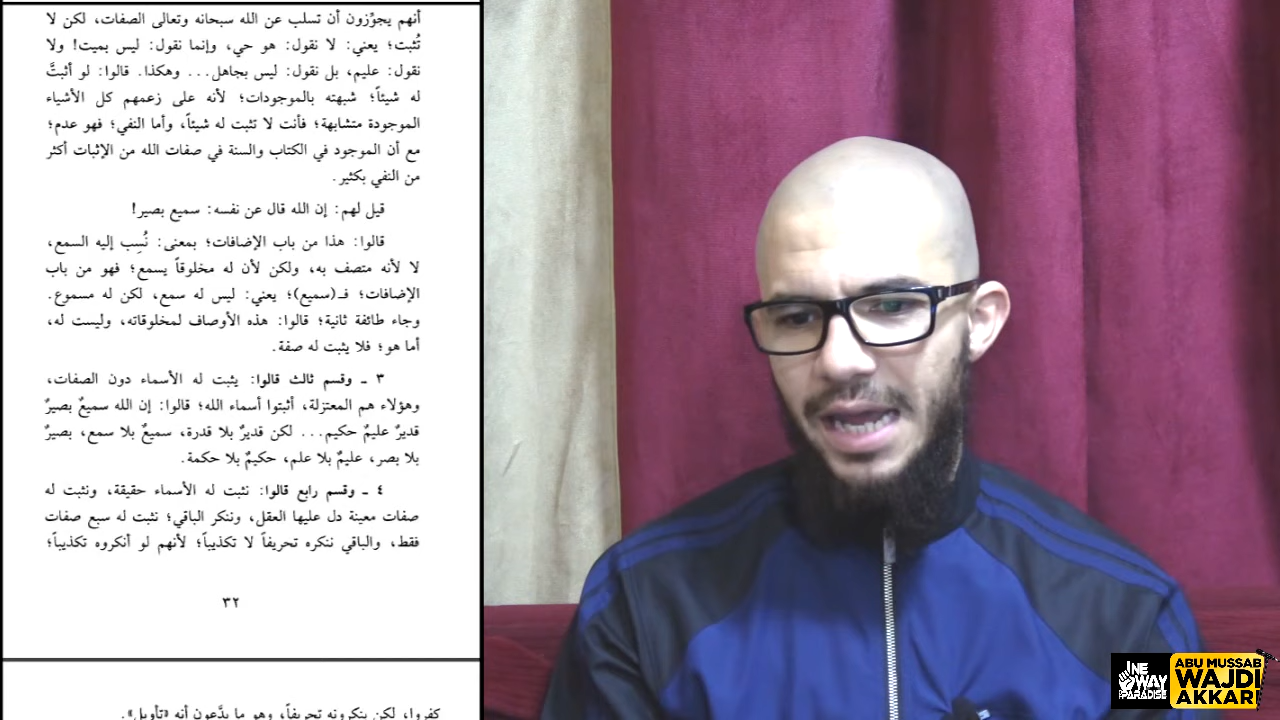 أنهم يجوِّزون أن تسلب عن الله سبحانه وتعالى الصفات، لكن لا
تُثبت؛ يعني: لا نقول: هو حي، وإنما نقول: ليس بميت! ولا
نقول: عليم، بل نقول: ليس بجاهل... وهكذا. قالوا: لو أثبتَّ
له شيئاً؛ شبهته بالموجودات؛ لأنه على زعمهم كل الأشياء
الموجودة متشابهة؛ فأنت لا تثبت له شيئاً، وأما النفي؛ فهو عدم؛
مع أن الموجود في الكتاب والسنة في صفات الله من الإثبات أكثر
من النفي بكثير.
قيل لهم: إن الله قال عن نفسه: سميع بصير!
قالوا: هذا من باب الإضافات؛ بمعنى: نُسِب إليه السمع،
لا لأنه متصف به، ولكن لأن له مخلوقاً يسمع؛ فهو من باب
الإضافات؛ فـ(سميع)؛ يعني: ليس له سمع، لكن له مسموع.
وجاء طائفة ثانية؛ قالوا: هذه الأوصاف لمخلوقاته، وليست له،
أما هو؛ فلا يثبت له صفة.
٣ ـ وقسم ثالث قالوا: يثبت له الأسماء دون الصفات،
وهؤلاء هم المعتزلة، أثبتوا أسماء الله؛ قالوا: إن الله سميعٌ بصيرٌ
قديرٌ عليمٌ حكيم... لكن قديرٌ بلا قدرة، سميعٌ بلا سمع، بصيرٌ
بلا بصر، عليمٌ بلا علم، حكيمٌ بلا حكمة.
٤ ـ وقسم رابع قالوا: نثبت له الأسماء حقيقة، ونثبت له
صفات معينة دل عليها العقل، وننكر الباقي؛ نثبت له سبع صفات
فقط، والباقي ننكره تحريفاً لا تكذيباً؛ لأنهم لو أنكروه تكذيباً؛
٣٢
كفروا، لكن ينكرونه تحريفاً، وهو ما يدَّعون أنه «تأويل».
ONE
WAY
TO PARADISE
ABU MUSSAB
WAJDI
AKKARI